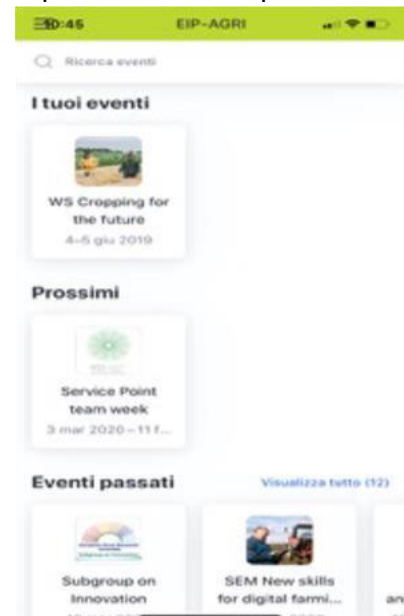 10:45 EIP-AGRI
Ricerca eventi
I tuoi eventi
WS Cropping for
the future
4–5 giu 2019
Prossimi
Service Point
team week
3 mar 2020 – 11 f...
Eventi passati Visualizza tutto (12)
Subgroup on
Innovation
SEM New skills
for digital farmi...